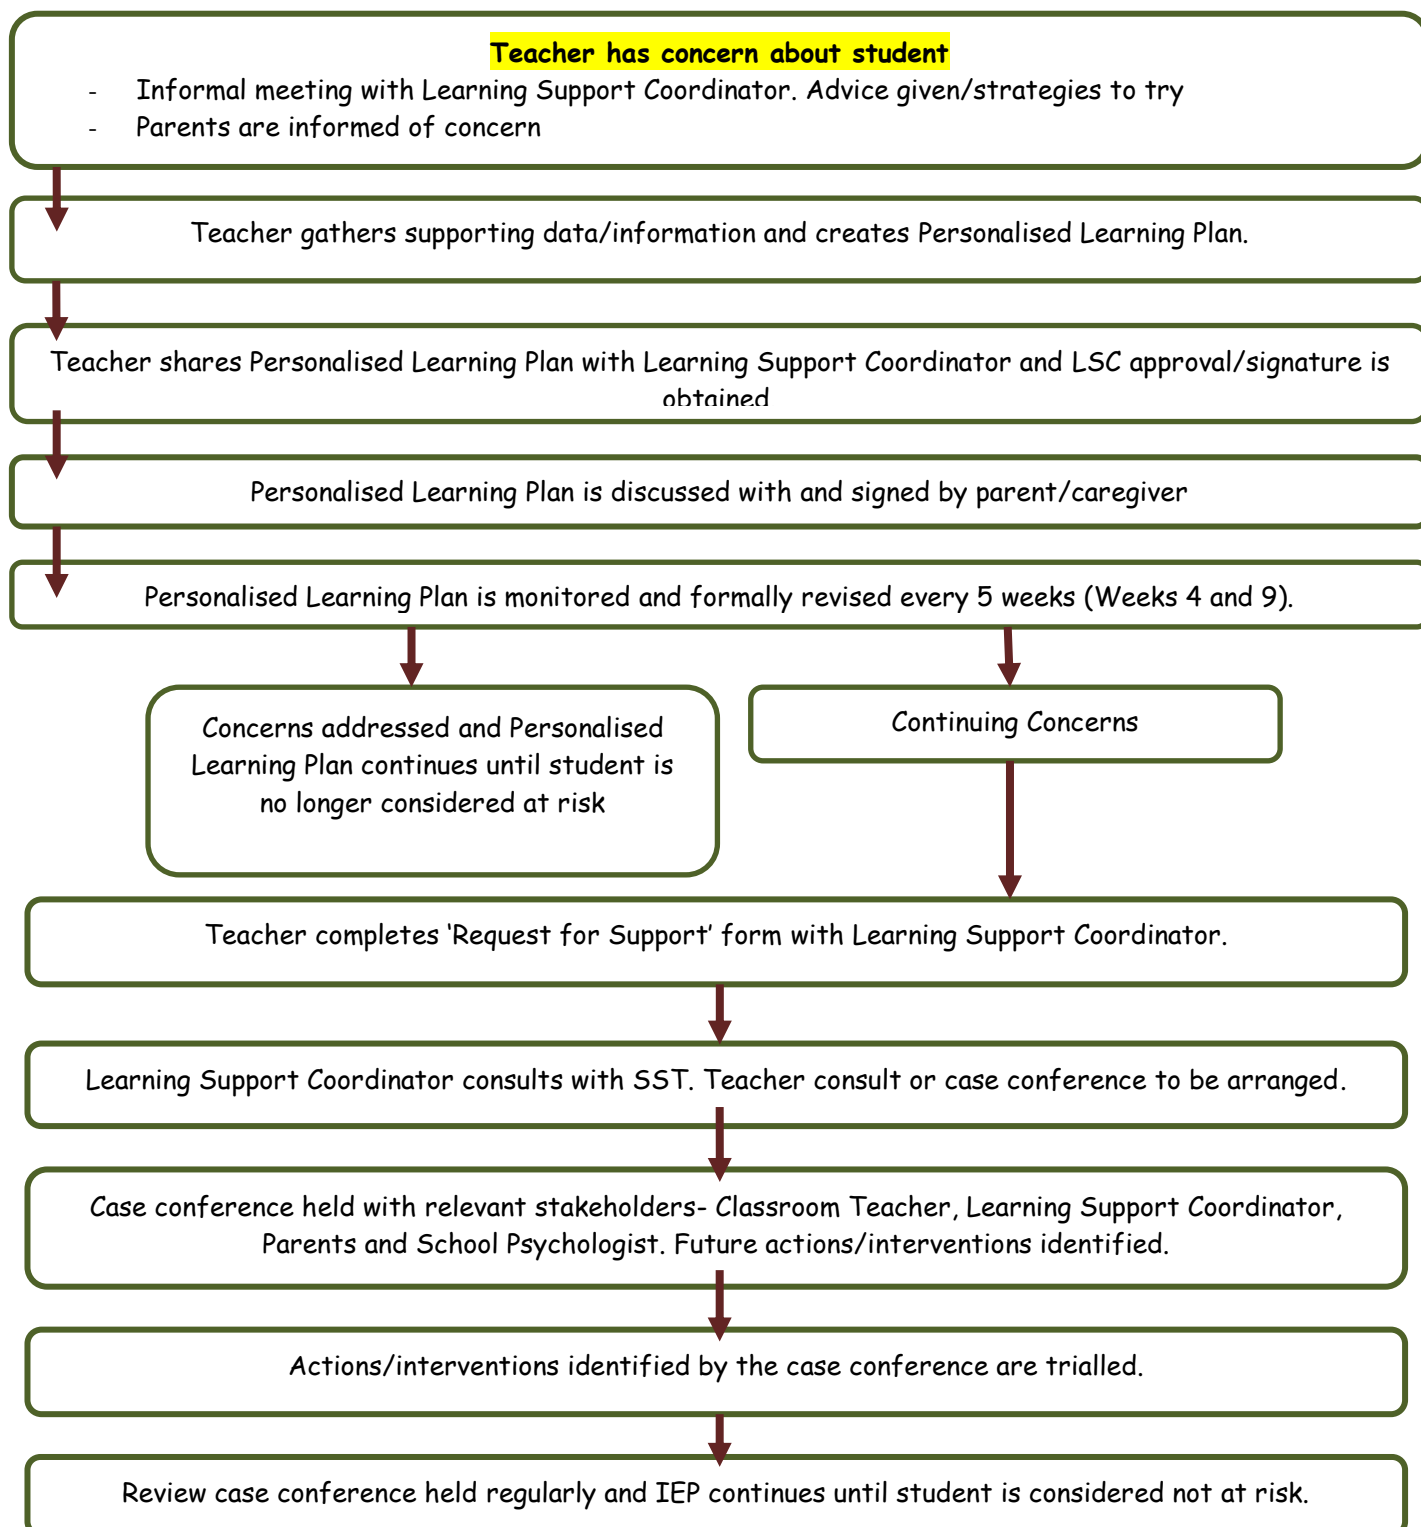 Teacher has concern about student
- Informal meeting with Learning Support Coordinator. Advice given/strategies to try
- Parents are informed of concern
Teacher gathers supporting data/information and creates Personalised Learning Plan.
Teacher shares Personalised Learning Plan with Learning Support Coordinator and LSC approval/signature is
obtained
Personalised Learning Plan is discussed with and signed by parent/caregiver
Personalised Learning Plan is monitored and formally revised every 5 weeks (Weeks 4 and 9).
Concerns addressed and Personalised
Learning Plan continues until student is
no longer considered at risk
Continuing Concerns
Teacher completes ‘Request for Support’ form with Learning Support Coordinator.
Learning Support Coordinator consults with SST. Teacher consult or case conference to be arranged.
Case conference held with relevant stakeholders- Classroom Teacher, Learning Support Coordinator,
Parents and School Psychologist. Future actions/interventions identified.
Actions/interventions identified by the case conference are trialled.
Review case conference held regularly and IEP continues until student is considered not at risk.